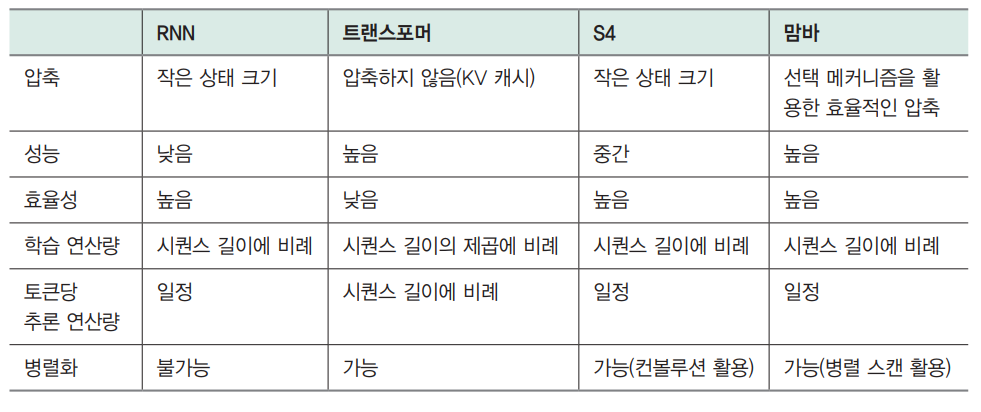 RNN 트랜스포머 S4 맘바
압축 작은 상태 크기 압축하지 않음(KV 캐시) 작은 상태 크기 선택 메커니즘을 활
용한 효율적인 압축
성능 낮음 높음 중간 높음
효율성 높음 낮음 높음 높음
학습 연산량 시퀀스 길이에 비례 시퀀스 길이의 제곱에 비례 시퀀스 길이에 비례 시퀀스 길이에 비례
토큰당 일정 시퀀스 길이에 비례 일정 일정
추론 연산량
병렬화 불가능 가능 가능(컨볼루션 활용) 가능(병렬 스캔 활용)